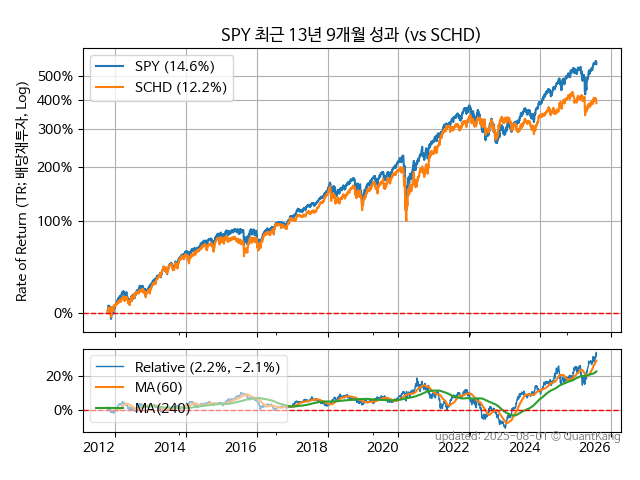 SPY 최근 13년 9개월 성과 (vs SCHD)
Rate of Return (TR; 배당재투자, Log)
SPY (14.6%)
SCHD (12.2%)
500%
400%
300%
200%
100%
0%
Relative (2.2%, −2.1%)
MA(60)
MA(240)
20%
0%
2012 2014 2016 2018 2020 2022 2024 2026
updated: 2025-08-01 © QuantKang